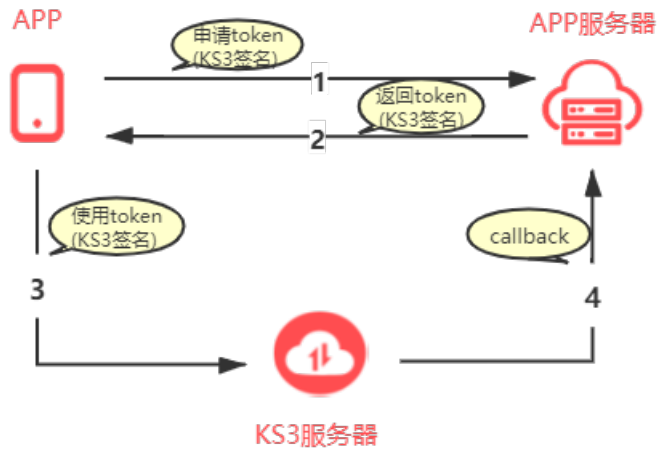 APP
APP服务器
申请token
(KS3签名)
1
返回token
(KS3签名)
2
使用token
(KS3签名)
callback
3
4
KS3服务器